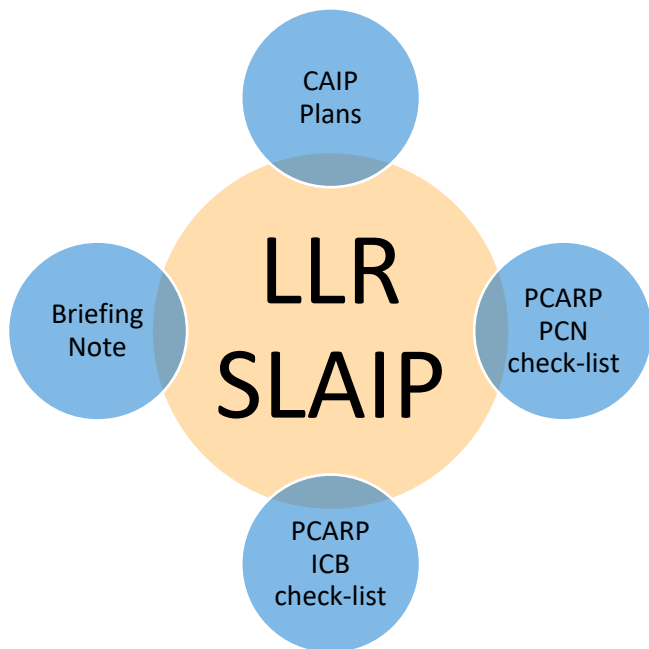 CAIP
Plans
LLR
SLAIP
Briefing
Note
PCARP
PCN
check-list
PCARP
ICB
check-list